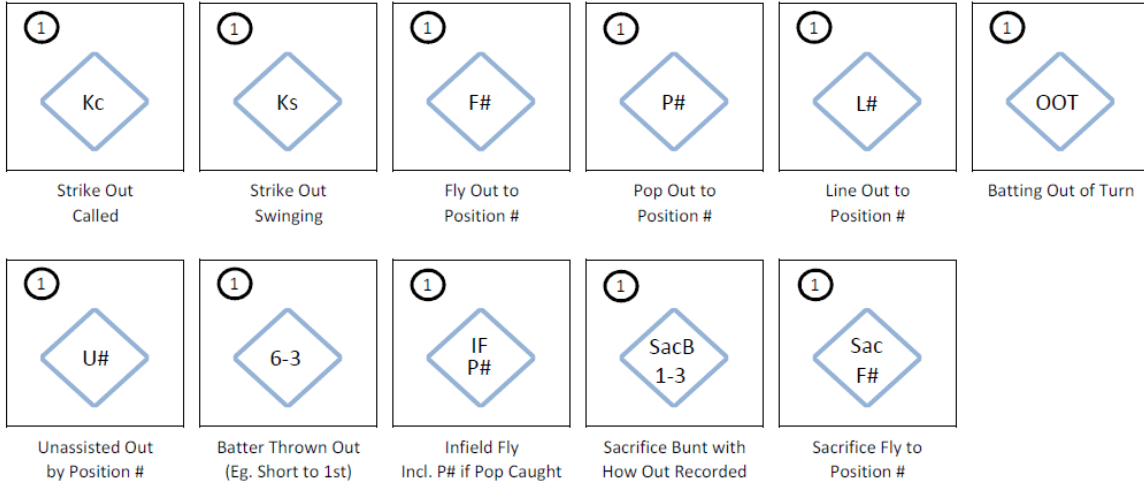 1 1 1 1 1 1
Kc Ks F# P# L# OOT
Strike Out Strike Out Fly Out to Pop Out to Line Out to Batting Out of Turn
Called Swinging Position # Position # Position #
1 1 1 1 1
U# 6-3 IF P# SacB 1-3 Sac F#
Unassisted Out Batter Thrown Out Infield Fly Sacrifice Bunt with Sacrifice Fly to
by Position # (Eg. Short to 1st) Incl. P# if Pop Caught How Out Recorded Position #